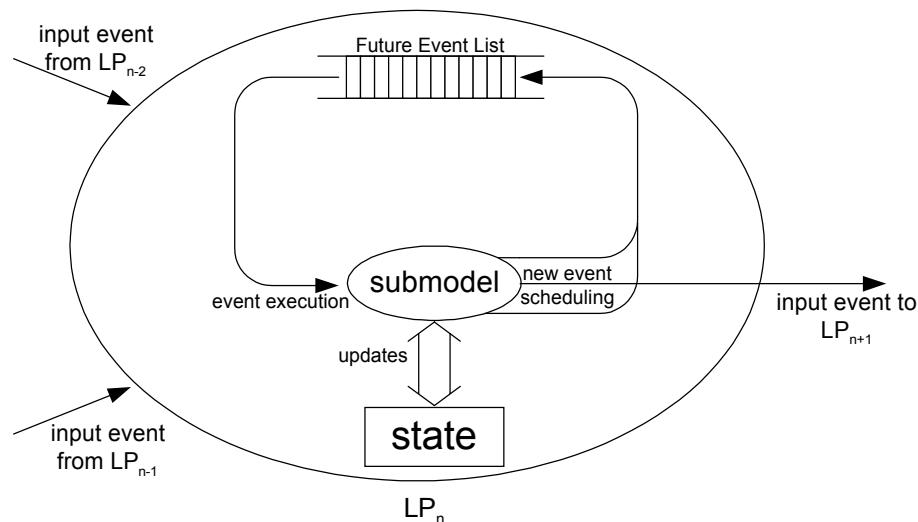 input event
from LPn-2
Future Event List
submodel
new event
scheduling
event execution
input event to
LPn+1
updates
state
input event
from LPn-1
LPn